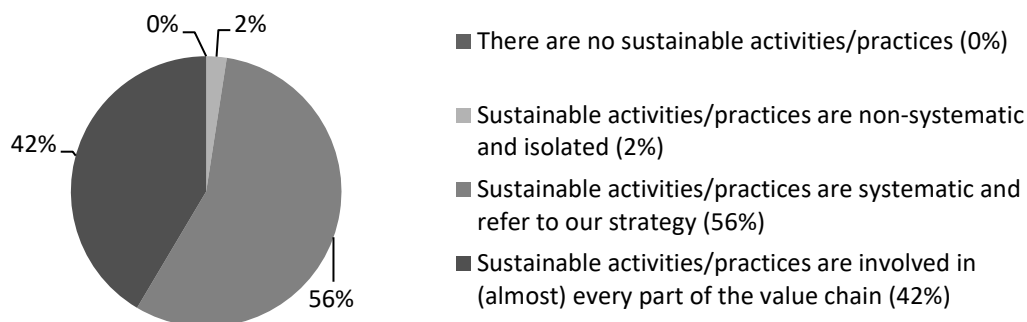 0%
2%
42%
56%
There are no sustainable activities/practices (0%)
Sustainable activities/practices are non-systematic
and isolated (2%)
Sustainable activities/practices are systematic and
refer to our strategy (56%)
Sustainable activities/practices are involved in
(almost) every part of the value chain (42%)